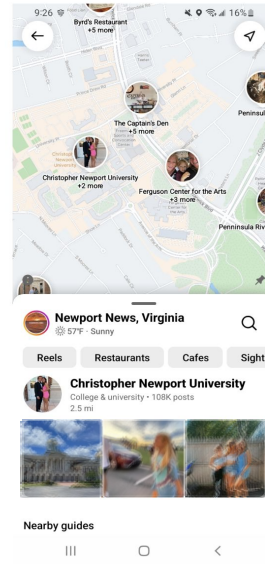 9:26
16%
Byrd's Restaurant
+5 more
The Captain's Den
+5 more
Peninsul
Christopher Newport University
+2 more
Ferguson Center for the Arts
+3 more
Penninsula Riv
Newport News, Virginia
57°F · Sunny
Reels
Restaurants
Cafes
Sight
Christopher Newport University
College & university · 108K posts
2.5 mi
Nearby guides